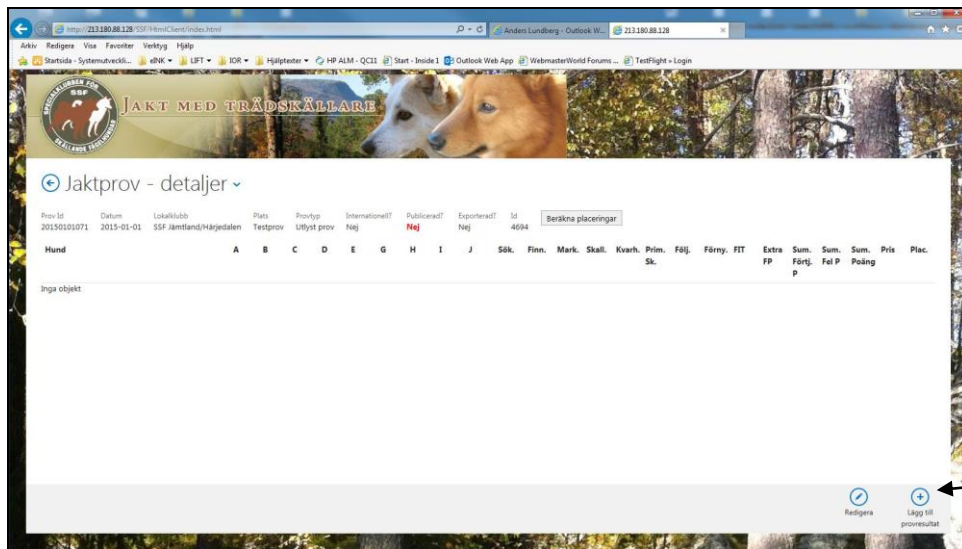 http://213.180.88.128/SSF/HtmlClient/index.html
Anders Lundberg - Outlook W...
213.180.88.128
Arkiv Redigera Visa Favoriter Verktyg Hjälp
Startsida - Systemutveckli... eINK LIFT IOR Hjälptexter HP ALM - QC11 Start - Inside 1 Outlook Web App WebmasterWorld Forums ... TestFlight » Login
SPECIALKLUBBEN FÖR
SSF
SKÄLLANDE FÅGELHUNDAR
JAKT MED TRÄDSKÄLLARE
Jaktprov - detaljer
Prov Id Datum Lokalklubb Plats Provtyp Internationell? Publicerad? Exporterad? Id
20150101071 2015-01-01 SSF Jämtland/Härjedalen Testprov Utlyst prov Nej Nej Nej 4694
Beräkna placeringar
Hund A B C D E G H I J Sök. Finn. Mark. Skall. Kvarh. Prim. Sk. Följ. Förny. FIT Extra FP Sum. Förtj. P Sum. Fel P Sum. Poäng Pris Plac.
Inga objekt
Redigera
Lägg till
provresultat